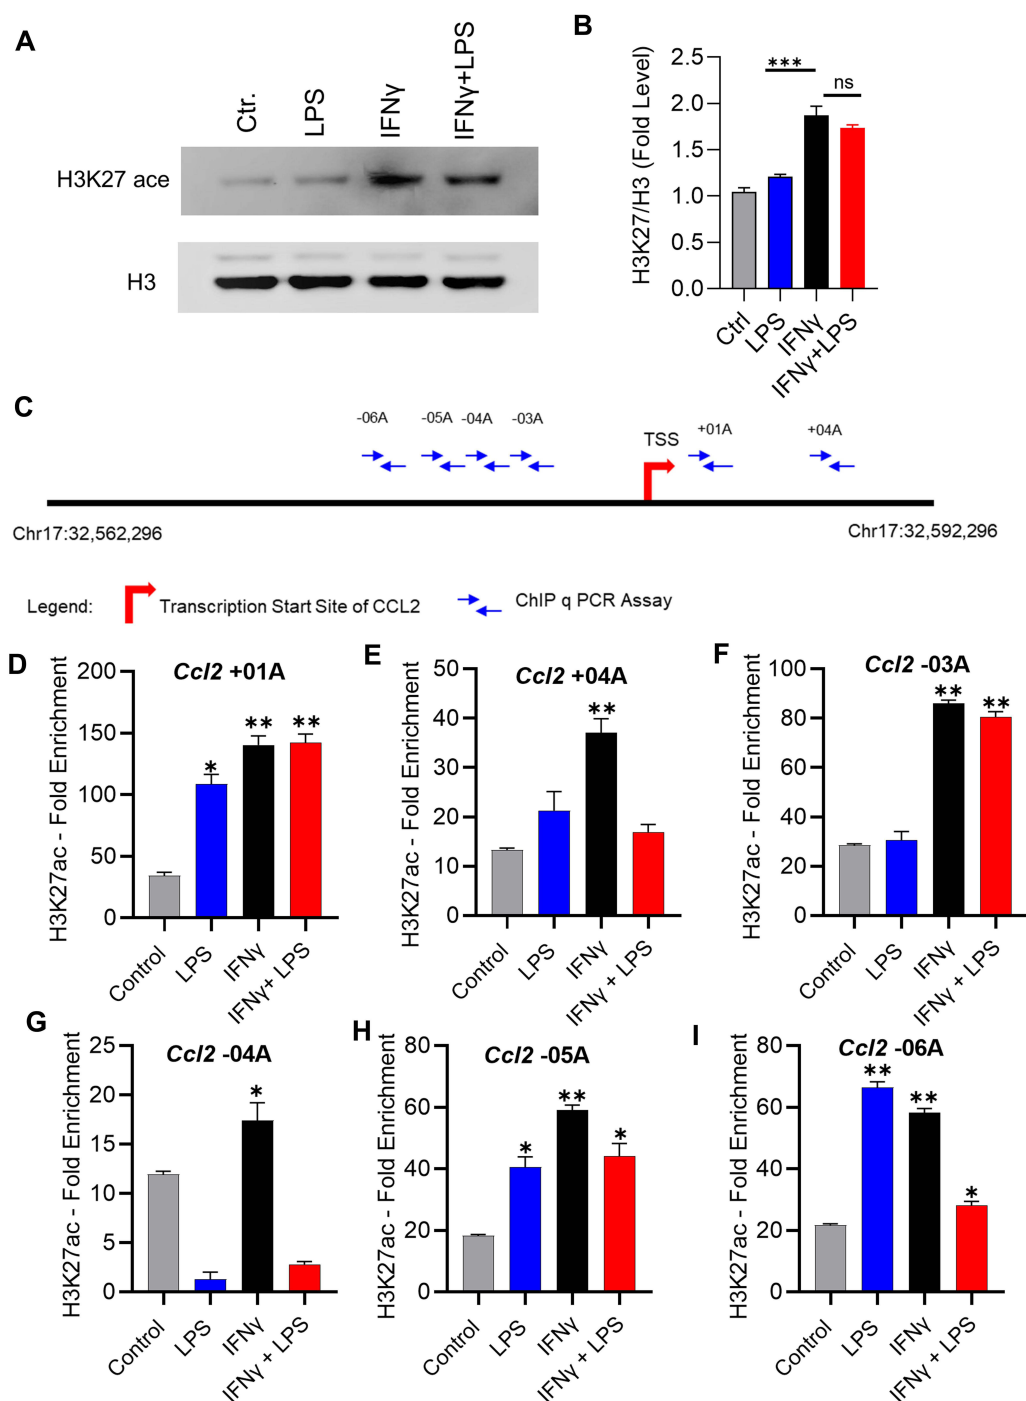 A
Ctr.
LPS
IFNγ
IFNγ+LPS
H3K27 ace
H3
B
H3K27/H3 (Fold Level)
2.5
2.0
1.5
1.0
0.5
0.0
***
ns
Ctrl
LPS
IFNγ
IFNγ+LPS
C
-06A
-05A
-04A
-03A
TSS
+01A
+04A
Chr17:32,562,296
Chr17:32,592,296
Legend:
Transcription Start Site of CCL2
ChIP q PCR Assay
D
Ccl2 +01A
H3K27ac - Fold Enrichment
200
150
100
50
0
*
**
**
Control
LPS
IFNγ
IFNγ+ LPS
E
Ccl2 +04A
H3K27ac - Fold Enrichment
50
40
30
20
10
0
**
Control
LPS
IFNγ
IFNγ + LPS
F
Ccl2 -03A
H3K27ac - Fold Enrichment
100
80
60
40
20
0
**
**
Control
LPS
IFNγ
IFNγ + LPS
G
Ccl2 -04A
H3K27ac - Fold Enrichment
25
20
15
10
5
0
*
Control
LPS
IFNγ
IFNγ + LPS
H
Ccl2 -05A
H3K27ac - Fold Enrichment
80
60
40
20
0
*
**
*
Control
LPS
IFNγ
IFNγ + LPS
I
Ccl2 -06A
H3K27ac - Fold Enrichment
80
60
40
20
0
**
**
*
Control
LPS
IFNγ
IFNγ + LPS